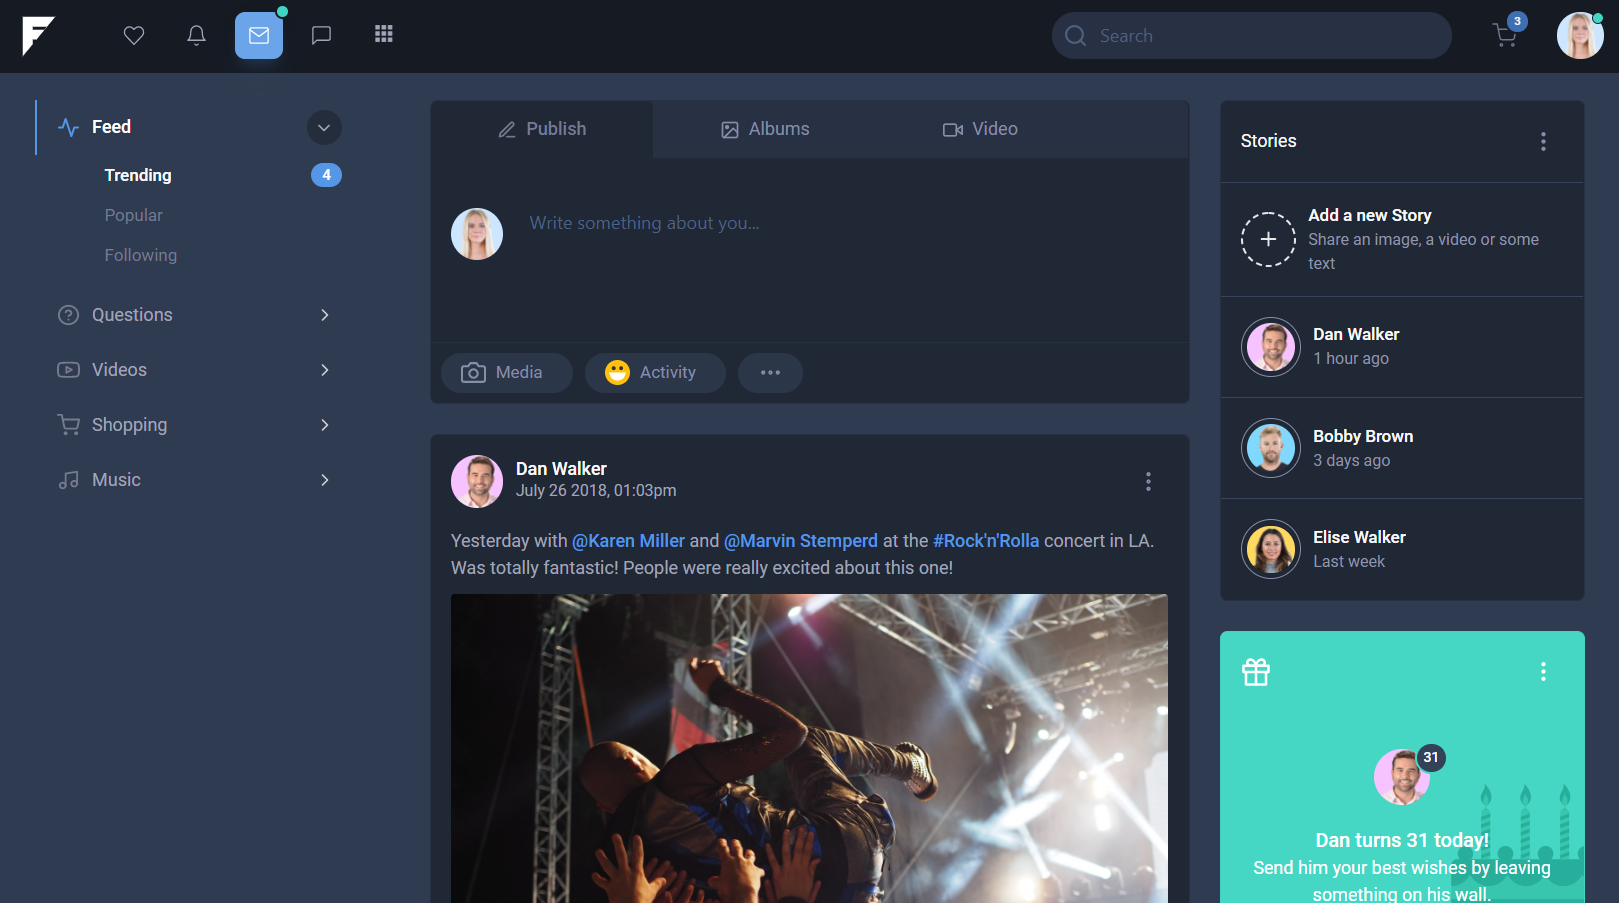 Search
3
Feed
Trending
4
Popular
Following
Questions
Videos
Shopping
Music
Publish
Albums
Video
Write something about you...
Media
Activity
Dan Walker
July 26 2018, 01:03pm
Yesterday with @Karen Miller and @Marvin Stemperd at the #Rock'n'Rolla concert in LA.
Was totally fantastic! People were really excited about this one!
Stories
Add a new Story
Share an image, a video or some
text
Dan Walker
1 hour ago
Bobby Brown
3 days ago
Elise Walker
Last week
31
Dan turns 31 today!
Send him your best wishes by leaving
something on his wall.